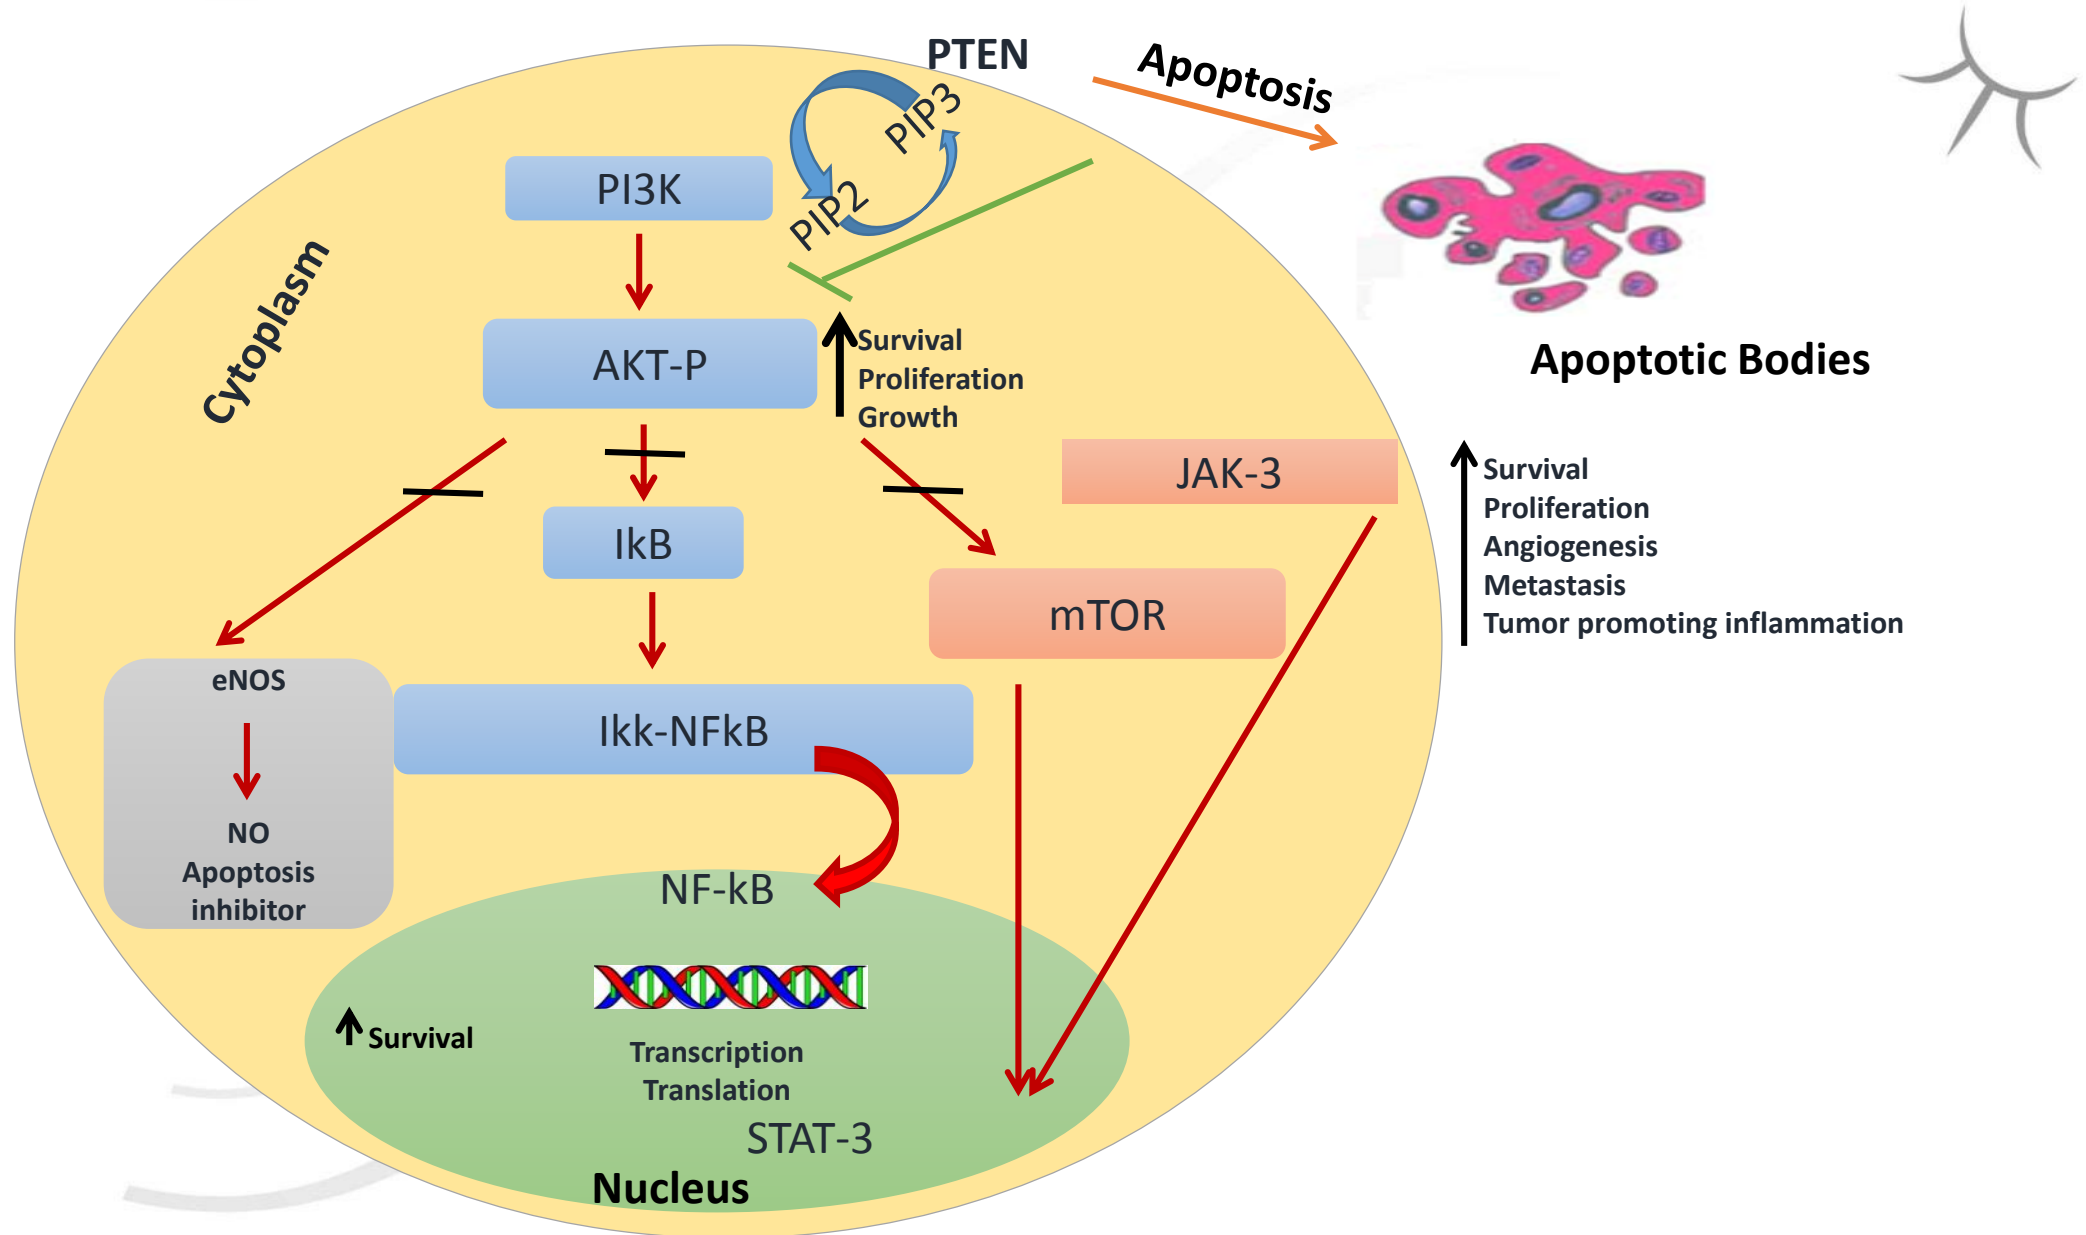 PTEN
Apoptosis
PIP3
PI3K
PIP2
Cytoplasm
AKT-P
Survival
Proliferation
Growth
Apoptotic Bodies
JAK-3
Survival
Proliferation
Angiogenesis
Metastasis
Tumor promoting inflammation
IkB
mTOR
eNOS
NO
Apoptosis
inhibitor
Ikk-NFkB
NF-kB
Survival
Transcription
Translation
STAT-3
Nucleus